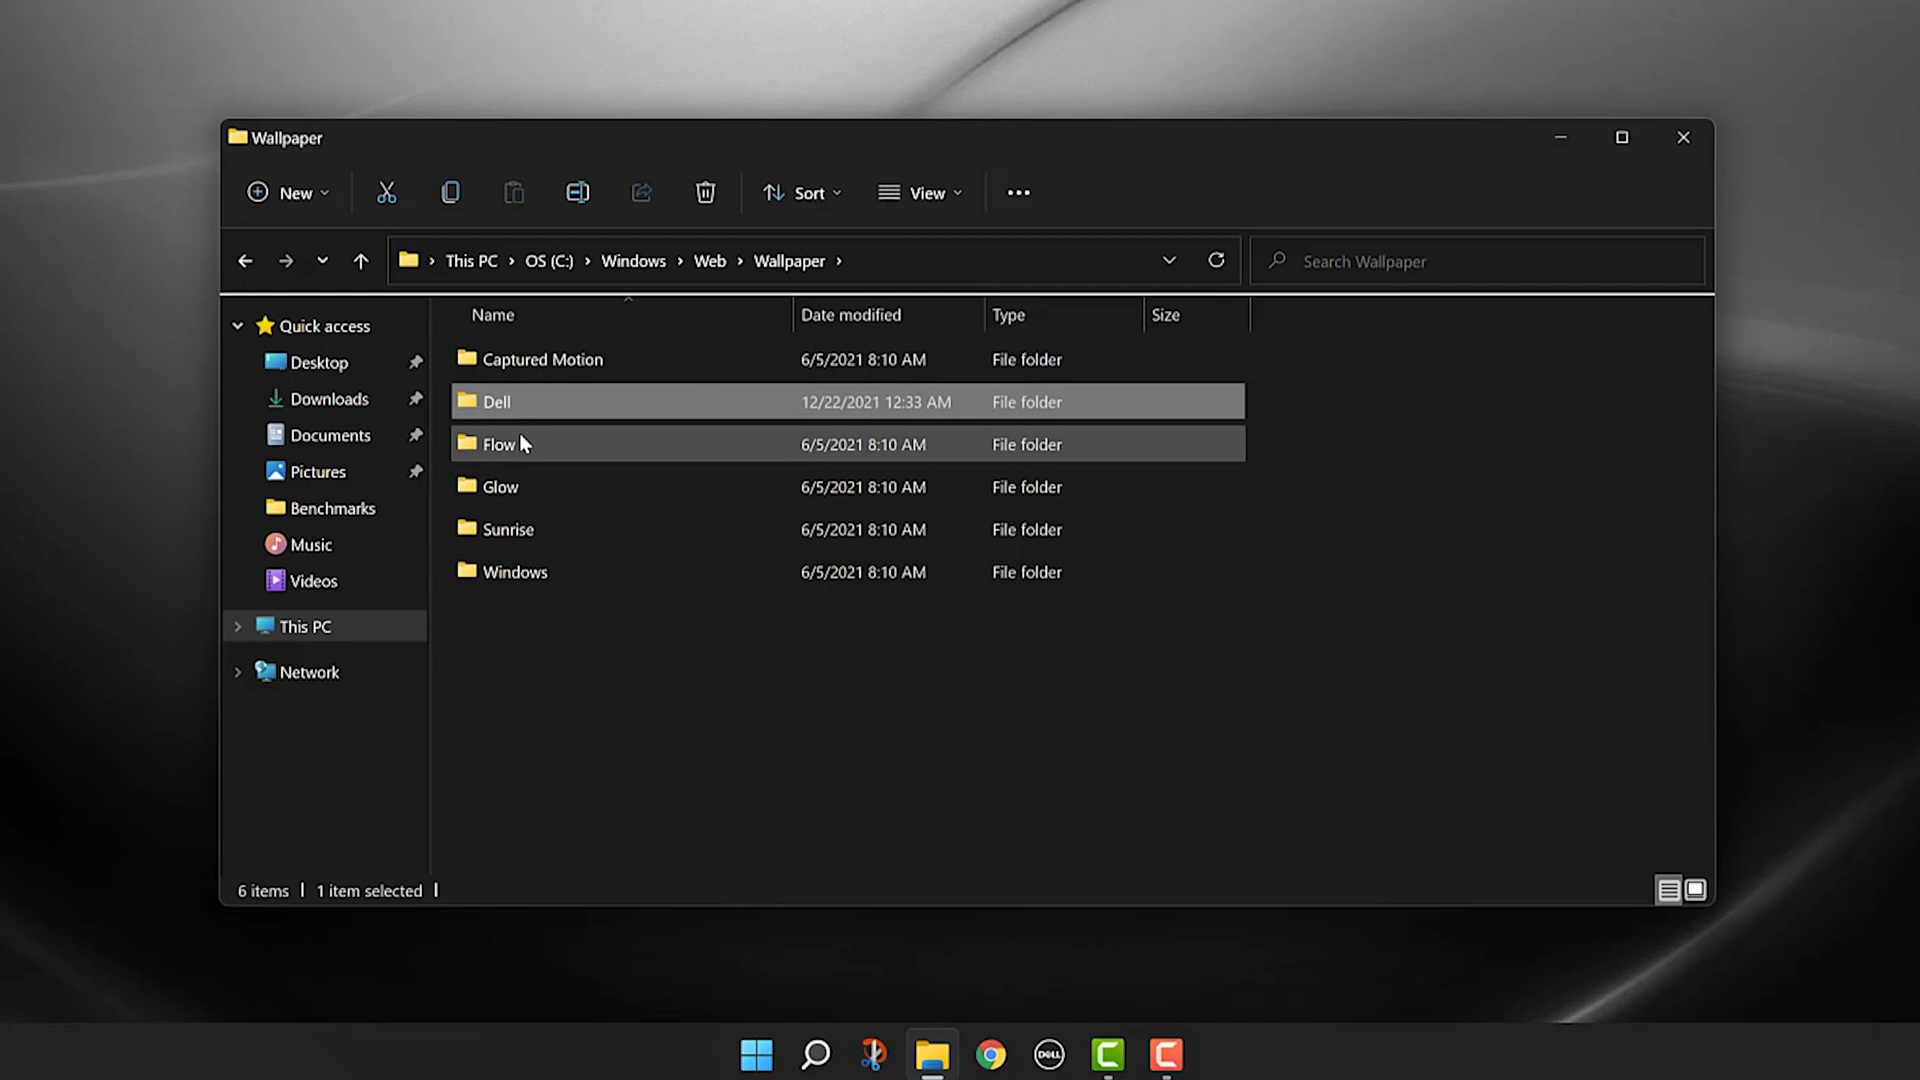 Wallpaper
New
Sort
View
This PC
OS (C:)
Windows
Web
Wallpaper
Search Wallpaper
Quick access
Desktop
Downloads
Documents
Pictures
Benchmarks
Music
Videos
This PC
Network
Name Date modified Type Size
Captured Motion 6/5/2021 8:10 AM File folder
Dell 12/22/2021 12:33 AM File folder
Flow 6/5/2021 8:10 AM File folder
Glow 6/5/2021 8:10 AM File folder
Sunrise 6/5/2021 8:10 AM File folder
Windows 6/5/2021 8:10 AM File folder
6 items 1 item selected
DELL